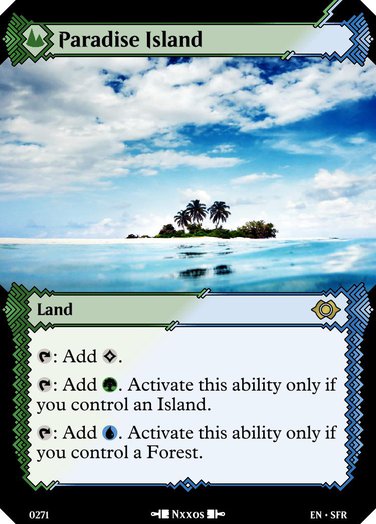 Paradise Island
Land
: Add .
: Add . Activate this ability only if
you control an Island.
: Add . Activate this ability only if
you control a Forest.
0271
Nxxos
EN • SFR